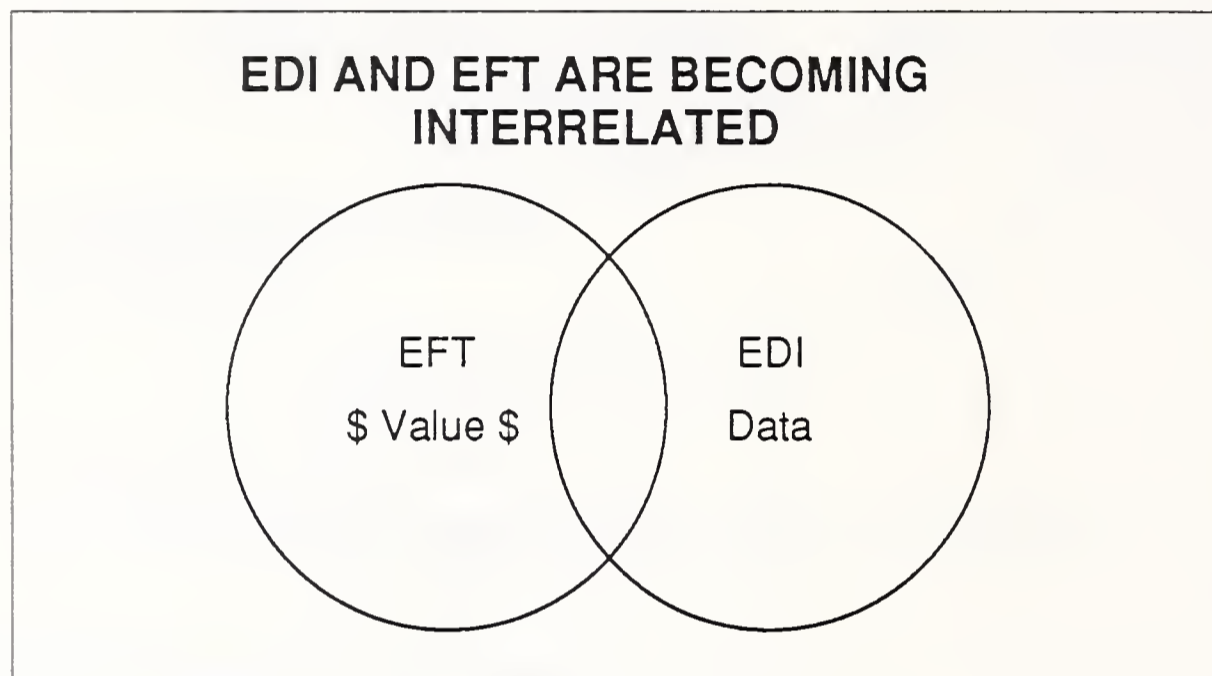 EDI AND EFT ARE BECOMING
INTERRELATED
EFT
$ Value $
EDI
Data